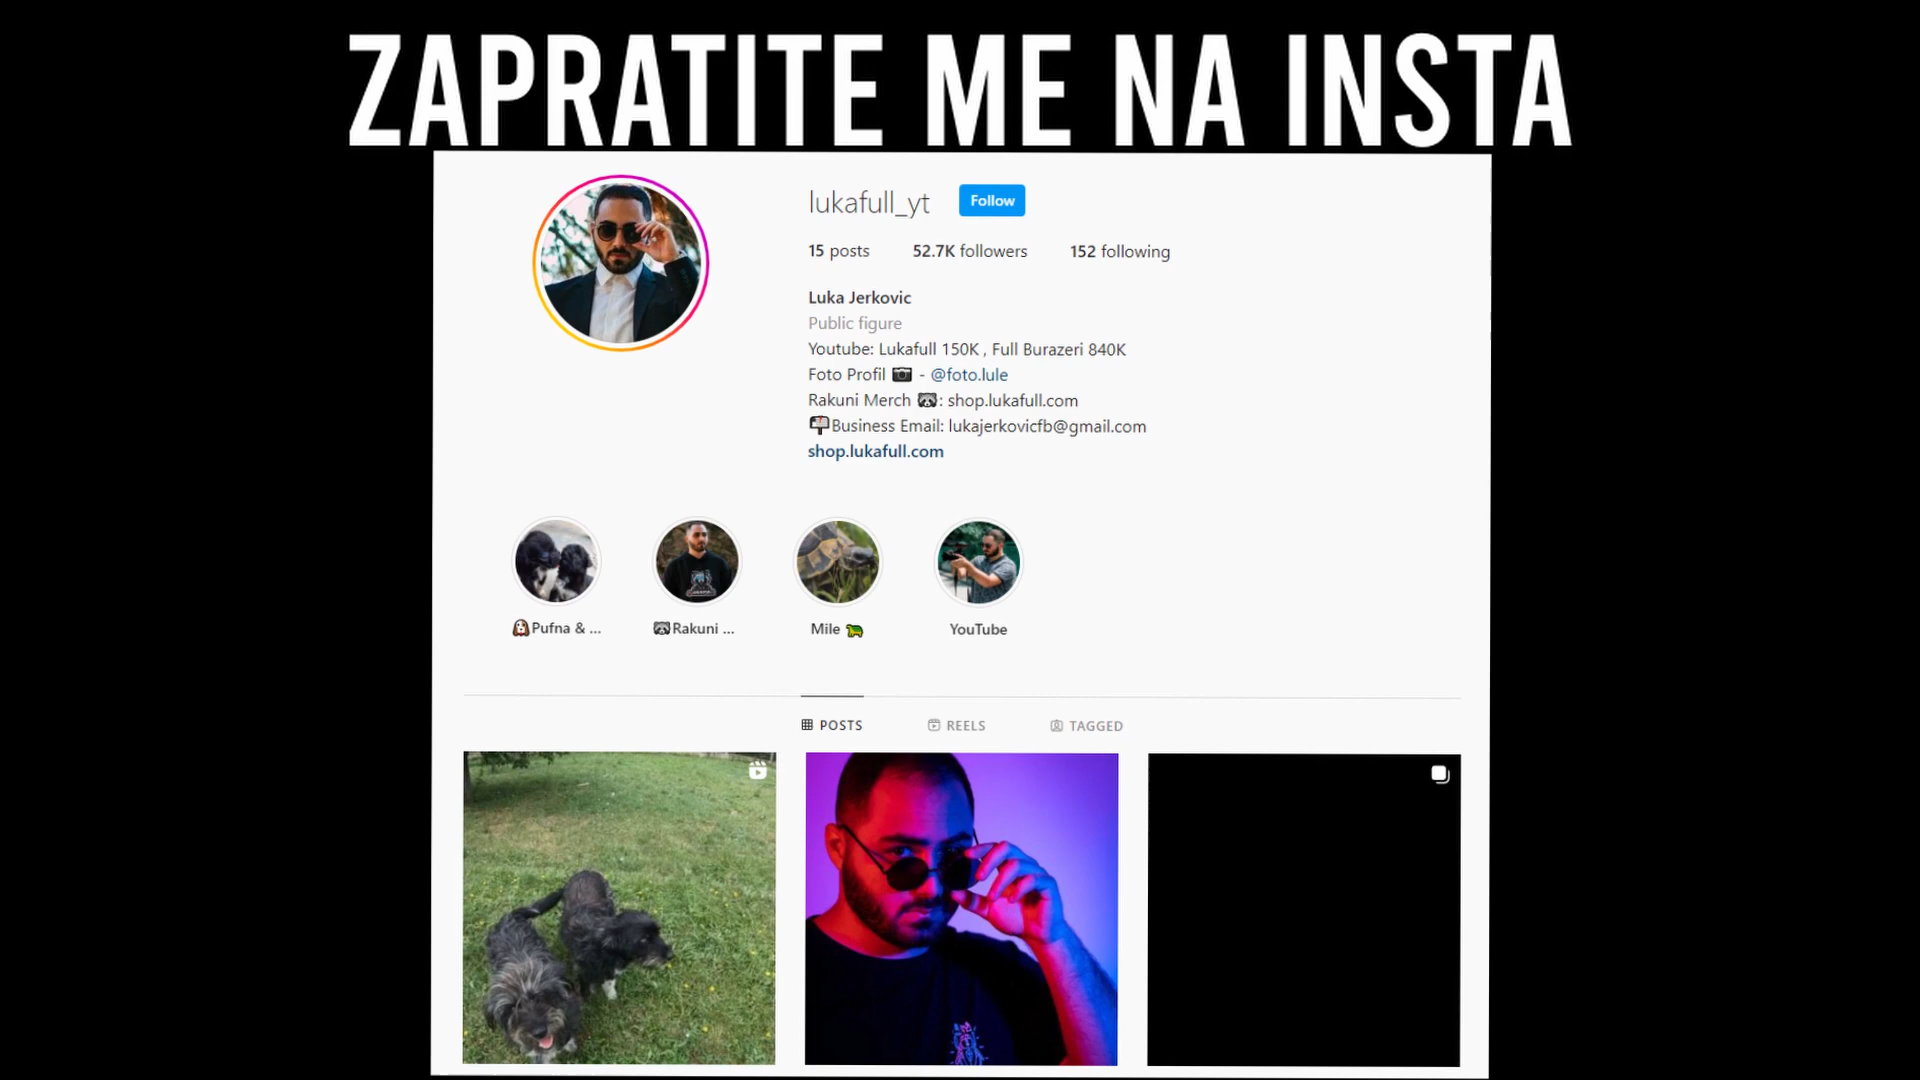 ZAPRATITE ME NA INSTA
lukafull_yt Follow
15 posts 52.7K followers 152 following
Luka Jerkovic
Public figure
Youtube: Lukafull 150K , Full Burazeri 840K
Foto Profil 📷 - @foto.lule
Rakuni Merch 🦝: shop.lukafull.com
📬Business Email: lukajerkovicfb@gmail.com
shop.lukafull.com
🐶Pufna & ... 🦝Rakuni ... Mile 🐢 YouTube
POSTS REELS TAGGED